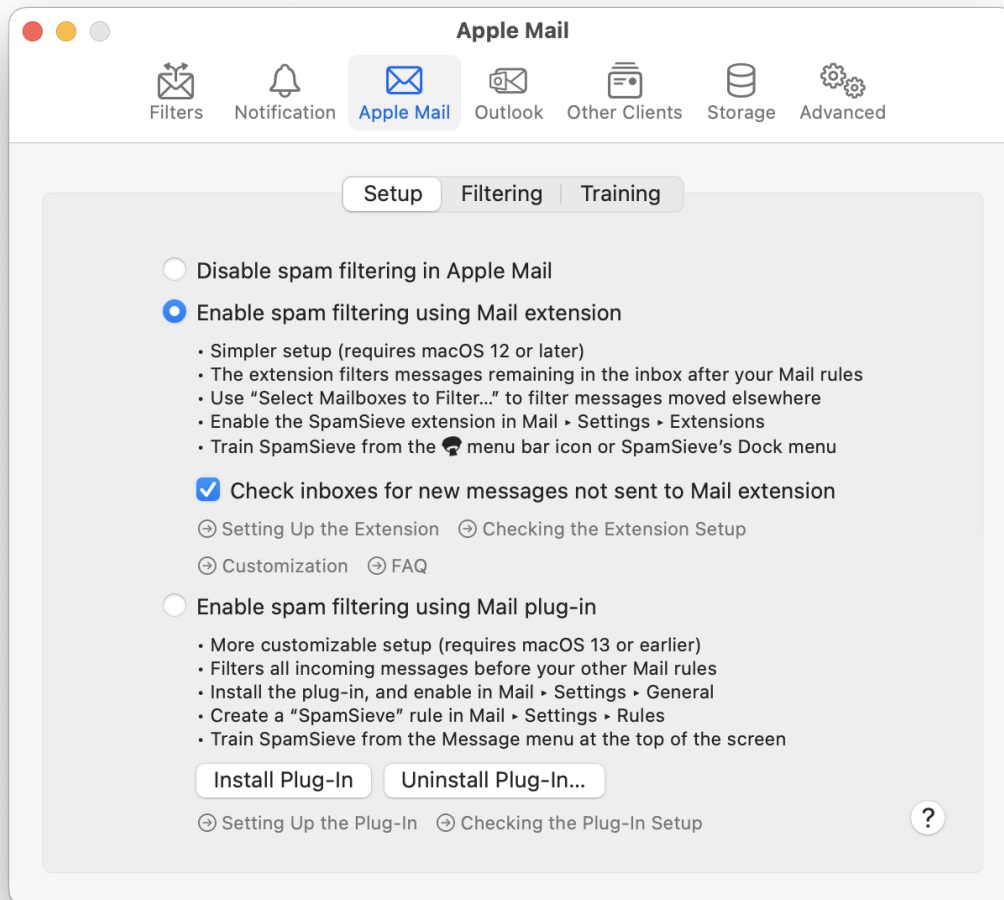 Apple Mail
Filters
Notification
Apple Mail
Outlook
Other Clients
Storage
Advanced
Setup
Filtering
Training
Disable spam filtering in Apple Mail
Enable spam filtering using Mail extension
• Simpler setup (requires macOS 12 or later)
• The extension filters messages remaining in the inbox after your Mail rules
• Use “Select Mailboxes to Filter…” to filter messages moved elsewhere
• Enable the SpamSieve extension in Mail ▸ Settings ▸ Extensions
• Train SpamSieve from the menu bar icon or SpamSieve’s Dock menu
Check inboxes for new messages not sent to Mail extension
Setting Up the Extension
Checking the Extension Setup
Customization
FAQ
Enable spam filtering using Mail plug-in
• More customizable setup (requires macOS 13 or earlier)
• Filters all incoming messages before your other Mail rules
• Install the plug-in, and enable in Mail ▸ Settings ▸ General
• Create a “SpamSieve” rule in Mail ▸ Settings ▸ Rules
• Train SpamSieve from the Message menu at the top of the screen
Install Plug-In
Uninstall Plug-In...
Setting Up the Plug-In
Checking the Plug-In Setup
?